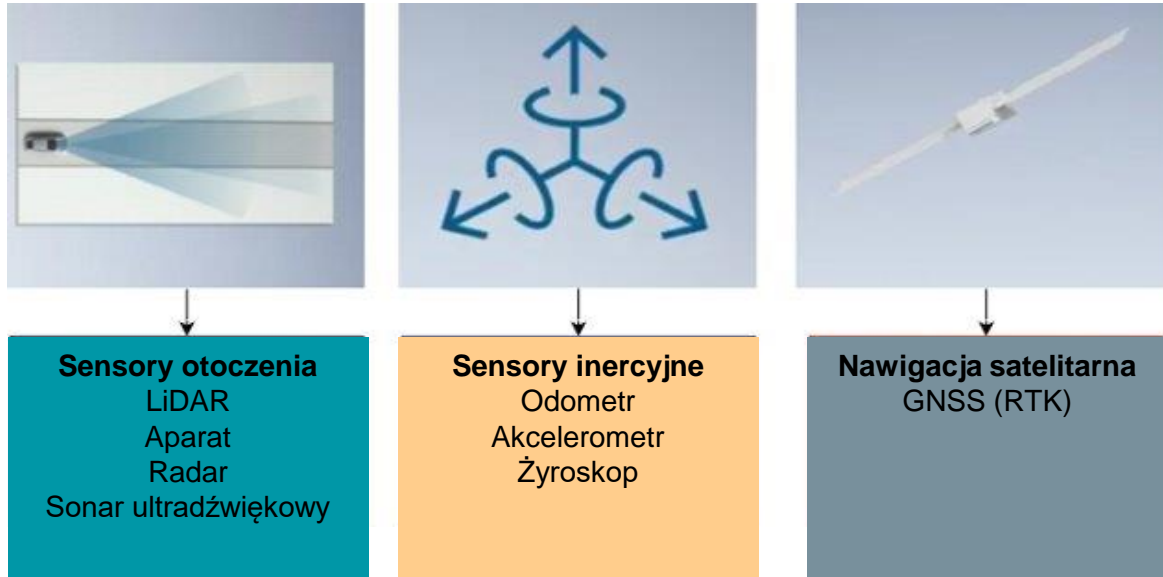 Sensory otoczenia
LiDAR
Aparat
Radar
Sonar ultradźwiękowy
Sensory inercyjne
Odometr
Akcelerometr
Żyroskop
Nawigacja satelitarna
GNSS (RTK)